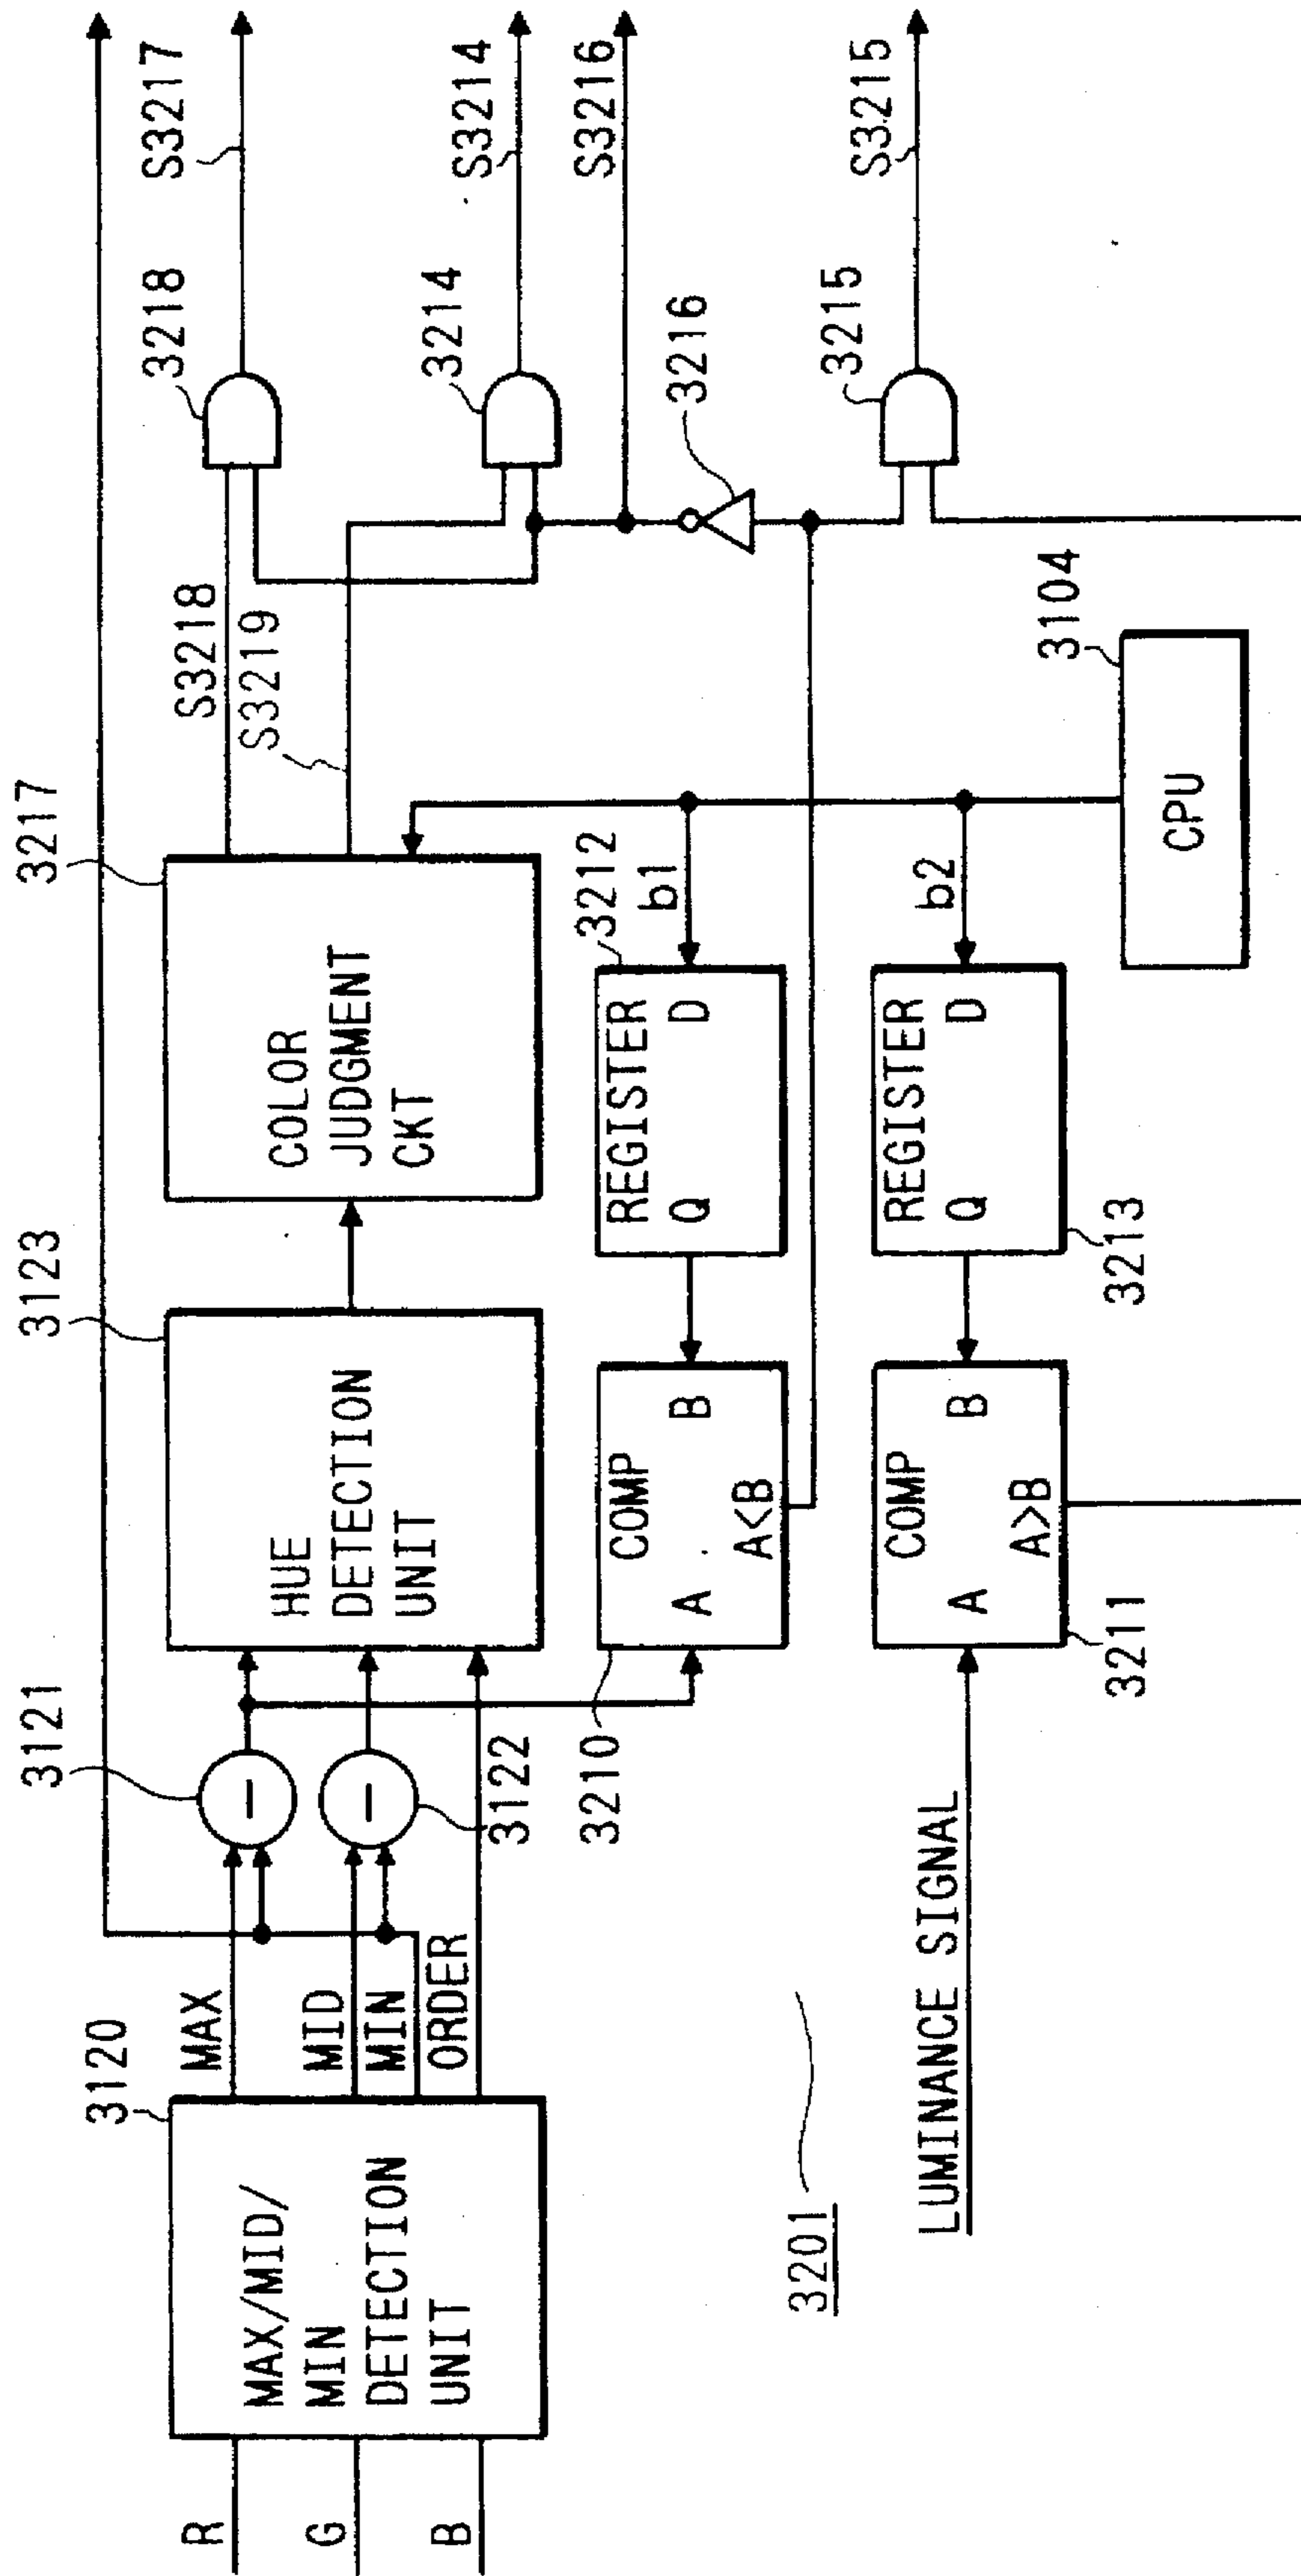 R
G
B
MAX/MID/
MIN
DETECTION
UNIT
3120
MAX
MID
MIN
ORDER
3121
3122
HUE
DETECTION
UNIT
3123
COLOR
JUDGMENT
CKT
3217
S3218
S3219
3218
S3217
3214
S3214
S3216
3216
3210
COMP
A B
A<B
REGISTER
Q D
3212
b1
LUMINANCE SIGNAL
3211
COMP
A B
A>B
REGISTER
Q D
3213
b2
CPU
3104
3215
S3215
3201